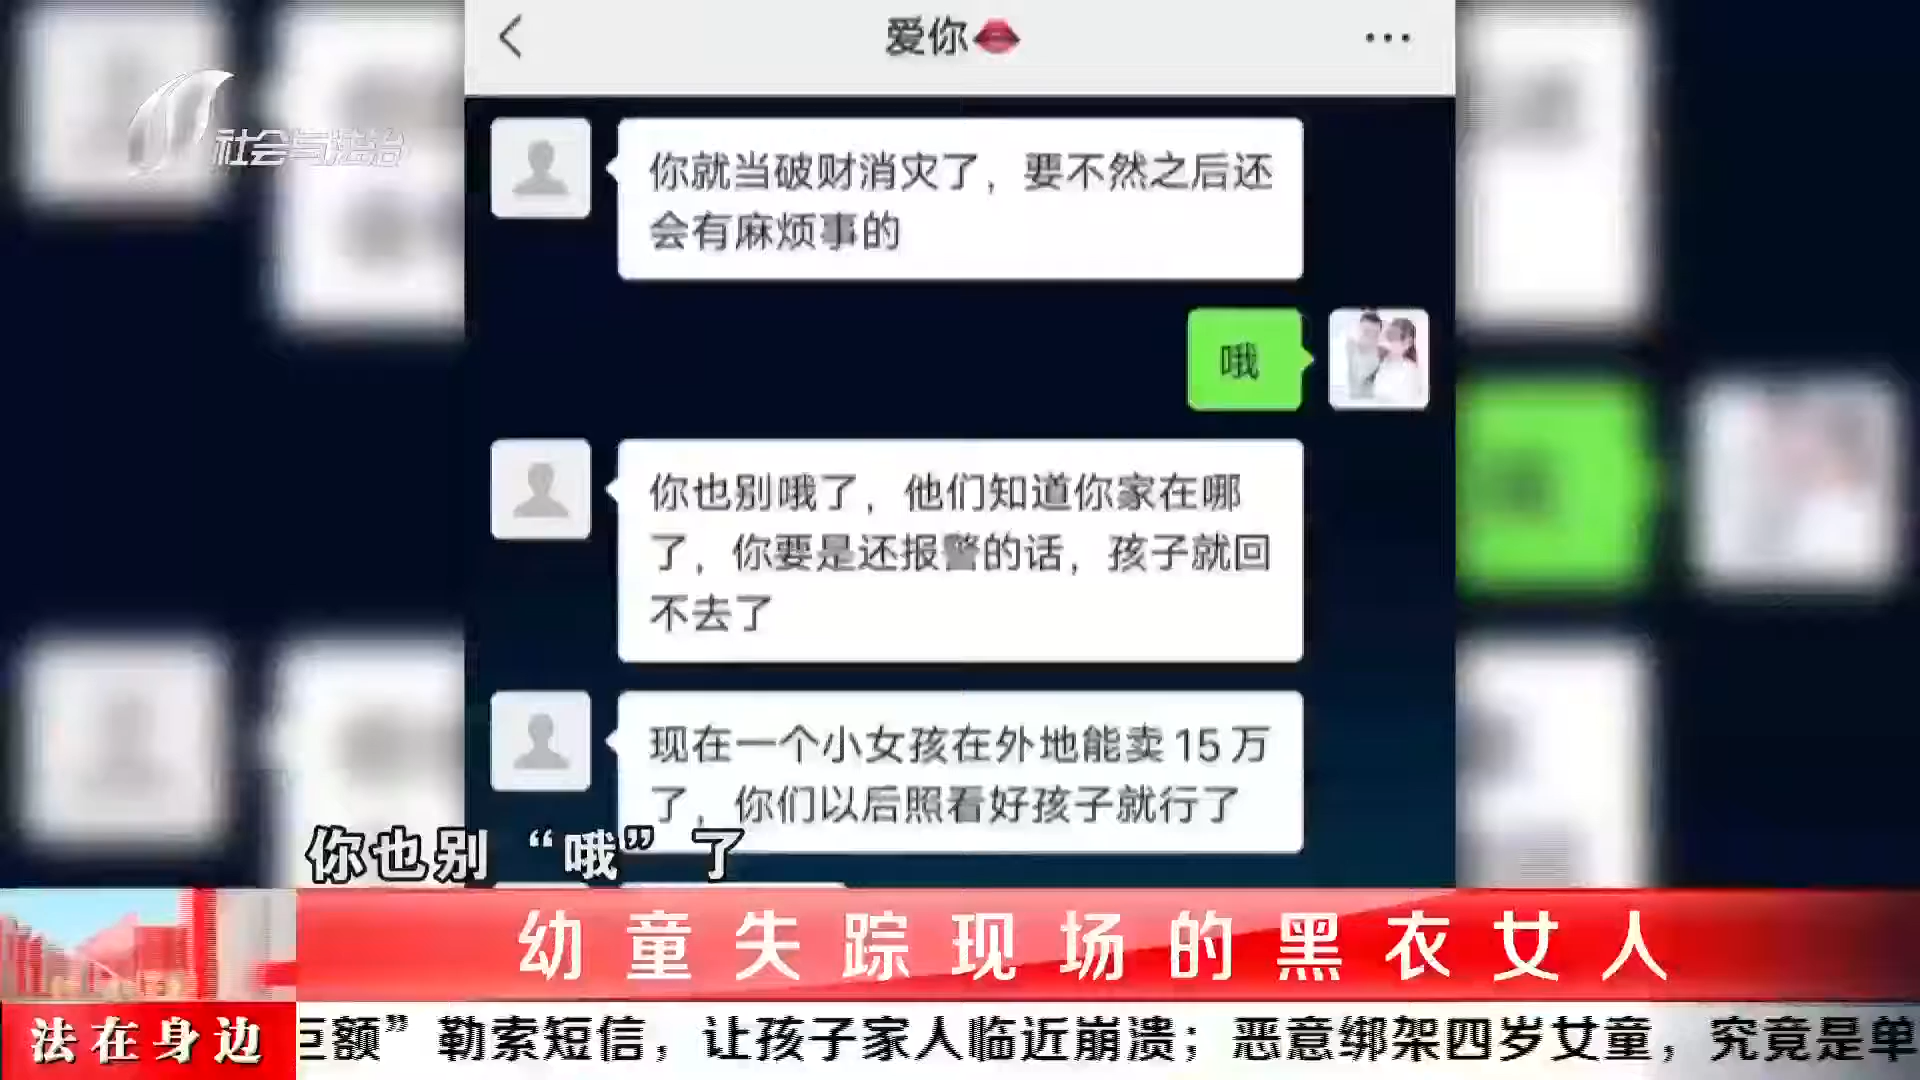 爱你
社会与法治
你就当破财消灾了，要不然之后还
会有麻烦事的
哦
你也别哦了，他们知道你家在哪
了，你要是还报警的话，孩子就回
不去了
现在一个小女孩在外地能卖15万
了，你们以后照看好孩子就行了
你也别“哦”了
幼童失踪现场的黑衣女人
法在身边
巨额”勒索短信，让孩子家人临近崩溃；恶意绑架四岁女童，究竟是单